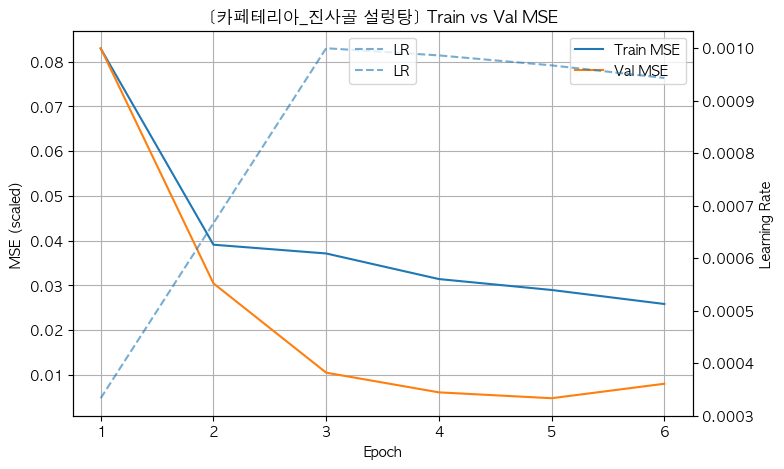 [카페테리아_진사골 설렁탕] Train vs Val MSE
LR
LR
Train MSE
Val MSE
MSE (scaled)
0.08
0.07
0.06
0.05
0.04
0.03
0.02
0.01
0.0010
0.0009
0.0008
0.0007
0.0006
0.0005
0.0004
0.0003
Learning Rate
1 2 3 4 5 6
Epoch